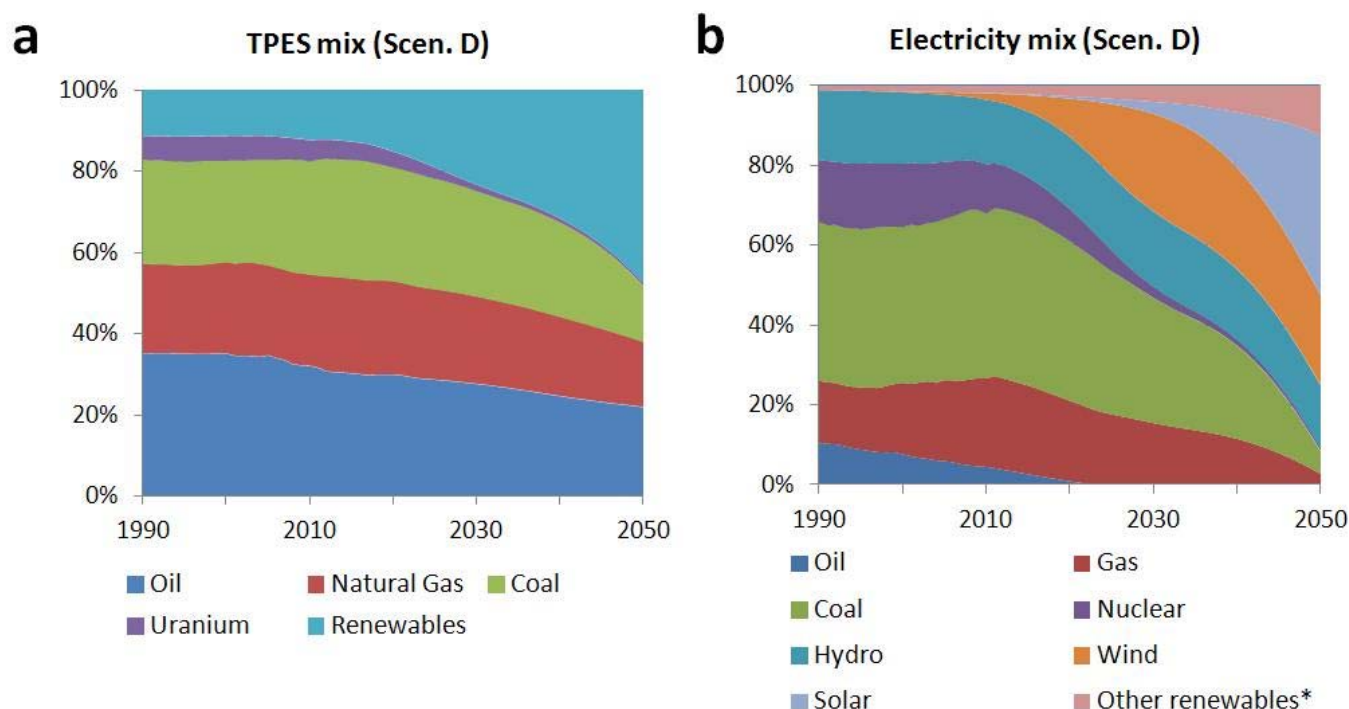 a
TPES mix (Scen. D)
100%
80%
60%
40%
20%
0%
1990 2010 2030 2050
Oil Natural Gas Coal
Uranium Renewables
b
Electricity mix (Scen. D)
100%
80%
60%
40%
20%
0%
1990 2010 2030 2050
Oil Gas
Coal Nuclear
Hydro Wind
Solar Other renewables*